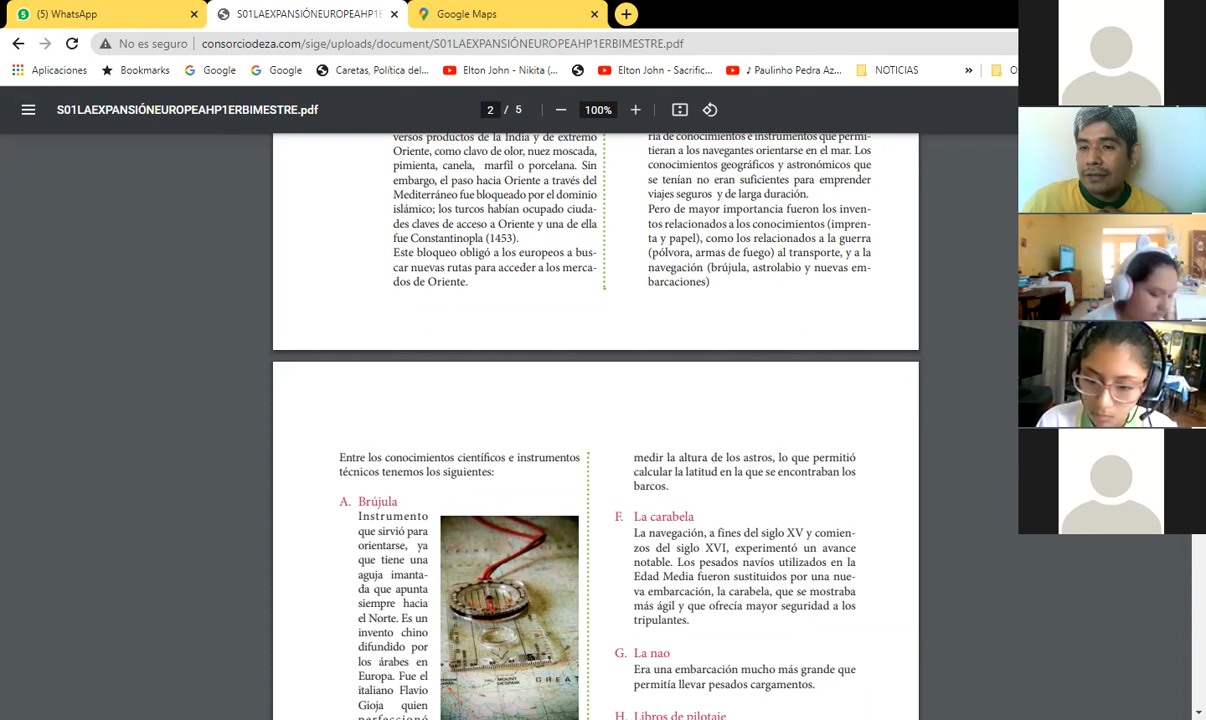 (5) WhatsApp
S01LAEXPANSIÓNEUROPEAHP1E
Google Maps
No es seguro
consorciodeza.com/sige/uploads/document/S01LAEXPANSIÓNEUROPEAHP1ERBIMESTRE.pdf
Aplicaciones
Bookmarks
Google
Google
Caretas, Política del...
Elton John - Nikita (...
Elton John - Sacrific...
♪ Paulinho Pedra Az...
NOTICIAS
»
S01LAEXPANSIÓNEUROPEAHP1ERBIMESTRE.pdf
2 / 5
100%
versos productos de la India y de extremo
Oriente, como clavo de olor, nuez moscada,
pimienta, canela, marfil o porcelana. Sin
embargo, el paso hacia Oriente a través del
Mediterráneo fue bloqueado por el dominio
islámico; los turcos habían ocupado ciuda-
des claves de acceso a Oriente y una de ella
fue Constantinopla (1453).
Este bloqueo obligó a los europeos a bus-
car nuevas rutas para acceder a los merca-
dos de Oriente.
ría de conocimientos e instrumentos que permi-
tieran a los navegantes orientarse en el mar. Los
conocimientos geográficos y astronómicos que
se tenían no eran suficientes para emprender
viajes seguros y de larga duración.
Pero de mayor importancia fueron los inven-
tos relacionados a los conocimientos (impren-
ta y papel), como los relacionados a la guerra
(pólvora, armas de fuego) al transporte, y a la
navegación (brújula, astrolabio y nuevas em-
barcaciones)
Entre los conocimientos científicos e instrumentos
técnicos tenemos los siguientes:
A. Brújula
Instrumento
que sirvió para
orientarse, ya
que tiene una
aguja imanta-
da que apunta
siempre hacia
el Norte. Es un
invento chino
difundido por
los árabes en
Europa. Fue el
italiano Flavio
Gioja quien
perfeccionó
medir la altura de los astros, lo que permitió
calcular la latitud en la que se encontraban los
barcos.
F. La carabela
La navegación, a fines del siglo XV y comien-
zos del siglo XVI, experimentó un avance
notable. Los pesados navíos utilizados en la
Edad Media fueron sustituidos por una nue-
va embarcación, la carabela, que se mostraba
más ágil y que ofrecía mayor seguridad a los
tripulantes.
G. La nao
Era una embarcación mucho más grande que
permitía llevar pesados cargamentos.
H. Libros de pilotaje